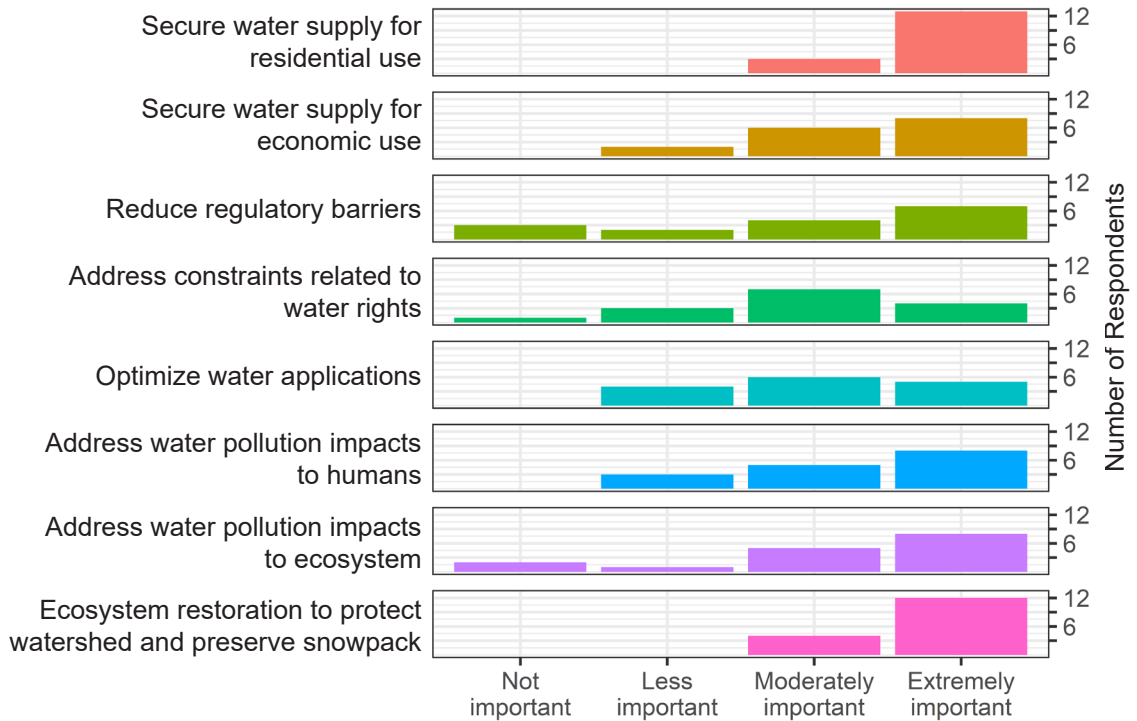 Secure water supply for
residential use
12
6
Secure water supply for
economic use
12
6
Reduce regulatory barriers
12
6
Address constraints related to
water rights
12
6
Optimize water applications
12
6
Address water pollution impacts
to humans
12
6
Address water pollution impacts
to ecosystem
12
6
Ecosystem restoration to protect
watershed and preserve snowpack
12
6
Number of Respondents
Not
important
Less
important
Moderately
important
Extremely
important